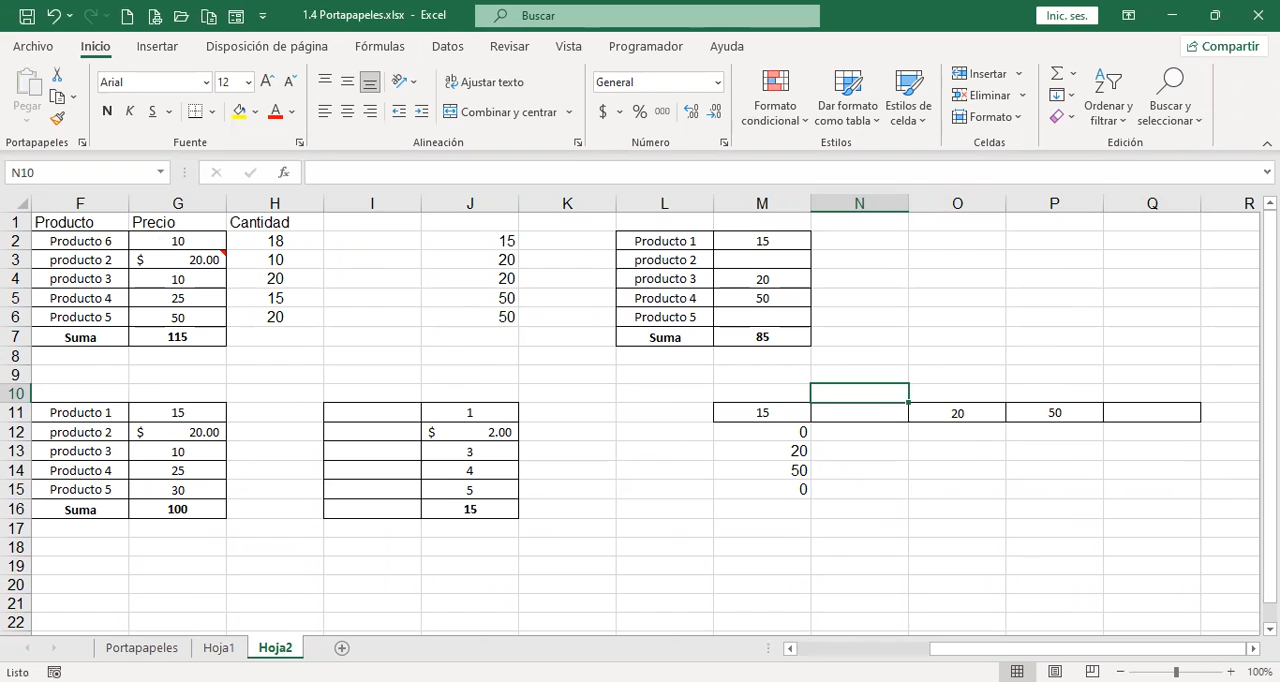 1.4 Portapapeles.xlsx - Excel
Buscar
Inic. ses.
Archivo Inicio Insertar Disposición de página Fórmulas Datos Revisar Vista Programador Ayuda
Compartir
Pegar
Portapapeles
Arial 12 A A
N K S A
Fuente
Ajustar texto
Combinar y centrar
Alineación
General
$ % 000
Número
Formato condicional
Dar formato como tabla
Estilos de celda
Estilos
Insertar
Eliminar
Formato
Celdas
Ordenar y filtrar
Buscar y seleccionar
Edición
N10 fx
F G H I J K L M N O P Q R
1 Producto Precio Cantidad
2 Producto 6 10 18 15 Producto 1 15
3 producto 2 $ 20.00 10 20 producto 2
4 producto 3 10 20 20 producto 3 20
5 Producto 4 25 15 50 Producto 4 50
6 Producto 5 50 20 50 Producto 5
7 Suma 115 Suma 85
8
9
10
11 Producto 1 15 1 15 20 50
12 producto 2 $ 20.00 $ 2.00 0
13 producto 3 10 3 20
14 Producto 4 25 4 50
15 Producto 5 30 5 0
16 Suma 100 15
17
18
19
20
21
22
Portapapeles Hoja1 Hoja2
Listo
100%